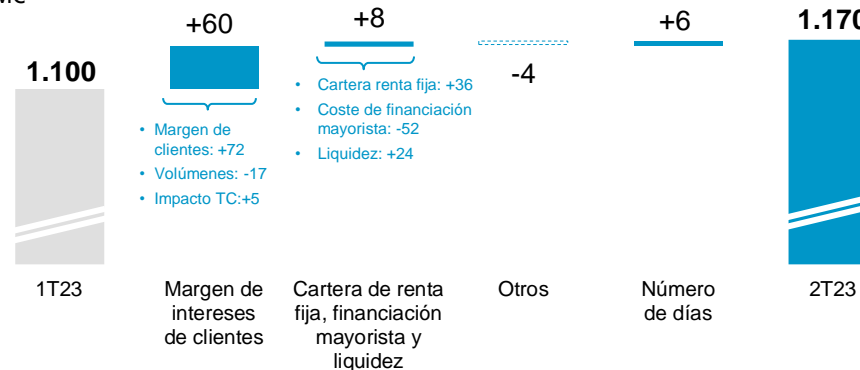 +60
+8
+6
1.170
1.100
-4
• Cartera renta fija: +36
• Coste de financiación
mayorista: -52
• Liquidez: +24
• Margen de
clientes: +72
• Volúmenes: -17
• Impacto TC:+5
1T23
Margen de
intereses
de clientes
Cartera de renta
fija, financiación
mayorista y
liquidez
Otros
Número
de días
2T23